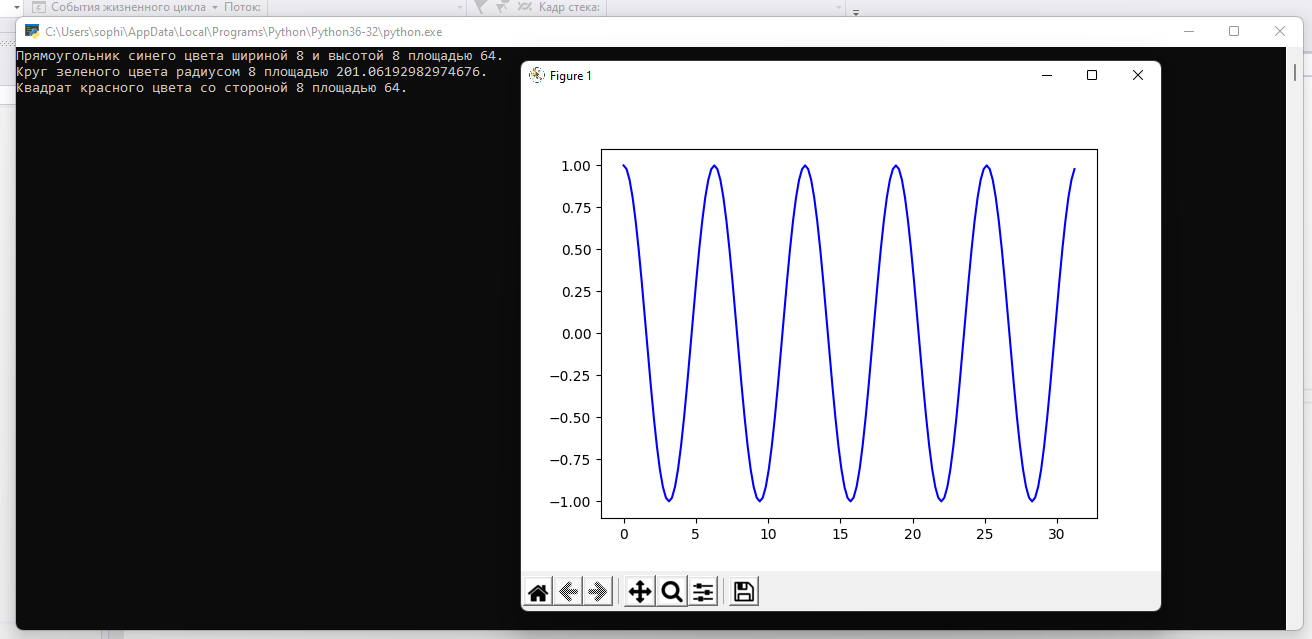 События жизненного цикла Поток: Кадр стека:
C:\Users\sophi\AppData\Local\Programs\Python\Python36-32\python.exe
Прямоугольник синего цвета шириной 8 и высотой 8 площадью 64.
Круг зеленого цвета радиусом 8 площадью 201.06192982974676.
Квадрат красного цвета со стороной 8 площадью 64.
Figure 1
1.00
0.75
0.50
0.25
0.00
−0.25
−0.50
−0.75
−1.00
0 5 10 15 20 25 30